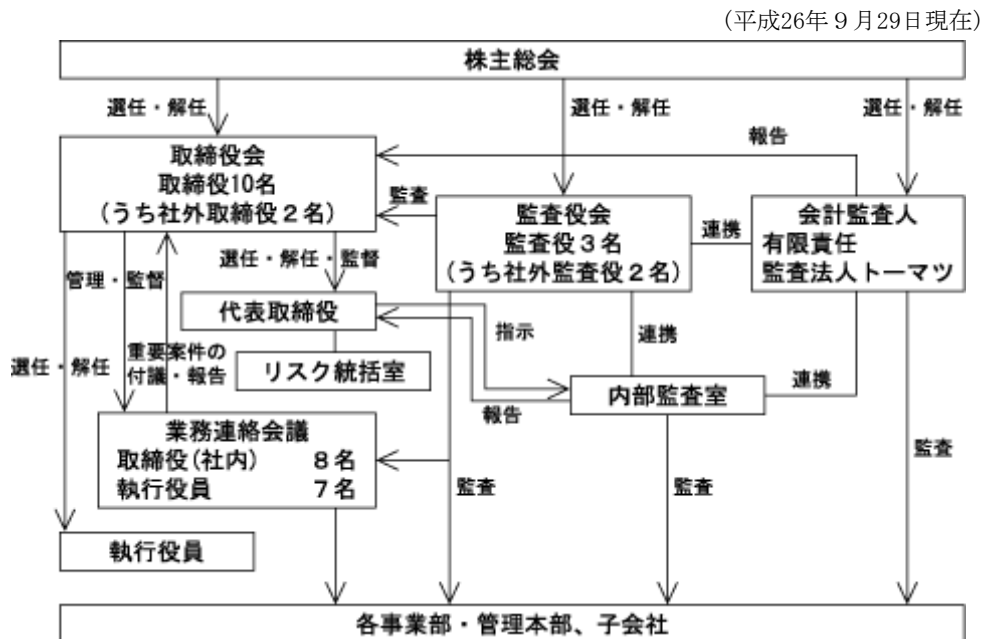 (平成26年９月29日現在)
株主総会
選任・解任
選任・解任
選任・解任
報告
取締役会
取締役10名
(うち社外取締役２名)
監査
監査役会
監査役３名
(うち社外監査役２名)
連携
会計監査人
有限責任
監査法人トーマツ
管理・監督
選任・解任・監督
代表取締役
指示
連携
選任・解任
重要案件の
付議・報告
リスク統括室
内部監査室
連携
報告
業務連絡会議
取締役(社内)　８名
執行役員　７名
監査
監査
監査
執行役員
各事業部・管理本部、子会社